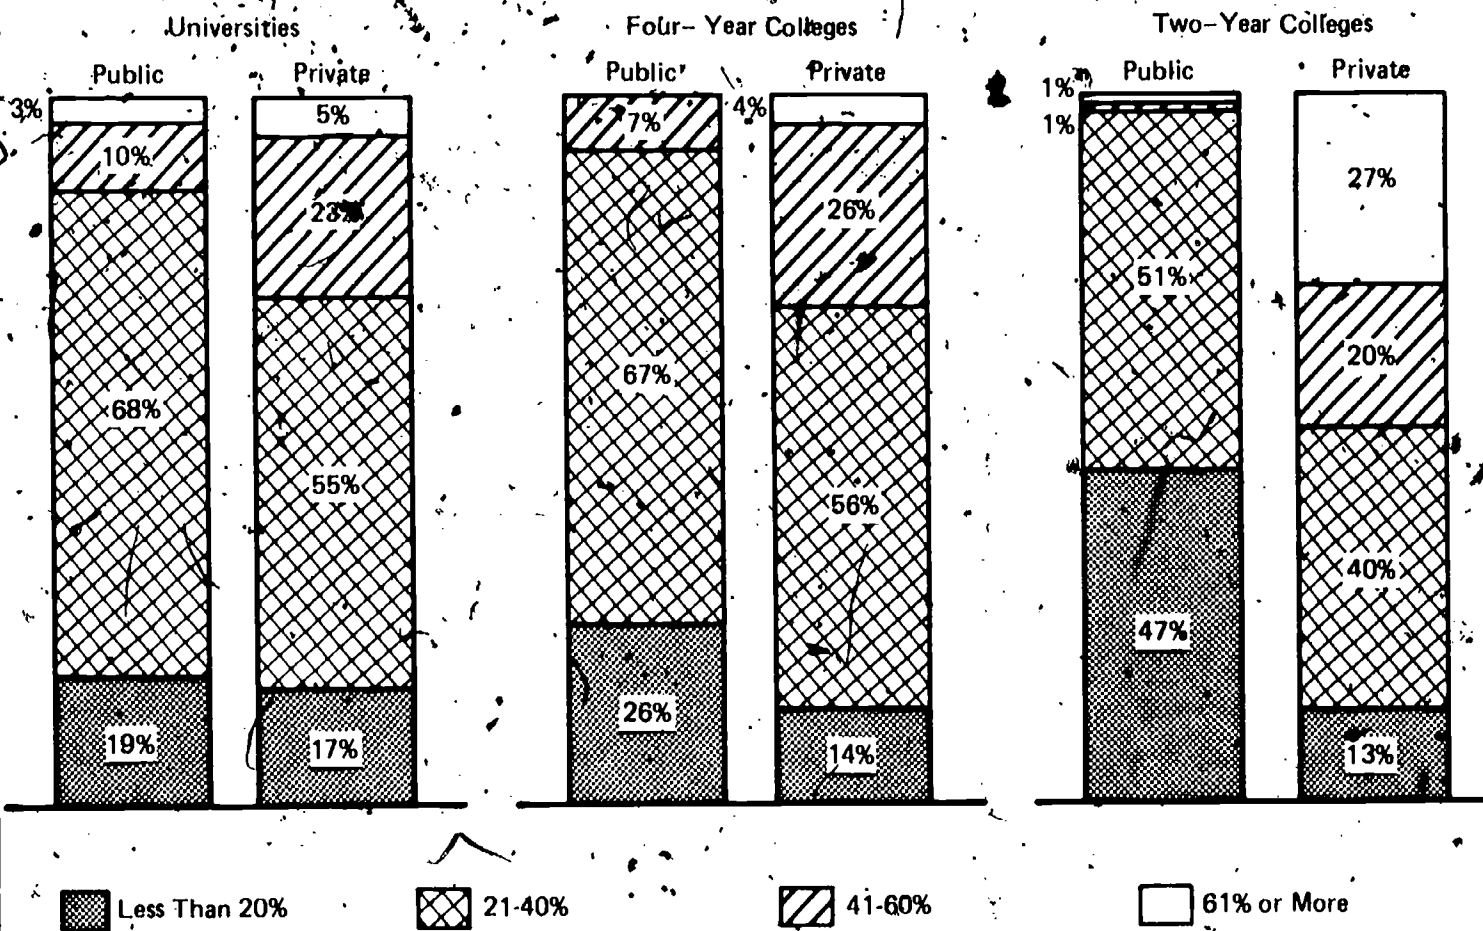 Universities Four-Year Colleges Two-Year Colleges
Public Private Public Private Public Private
3% 5% 7% 4% 1%
10% 1%
23% 26% 27%
51%
67% 20%
68%
55% 56%
40%
47%
26%
19% 17% 14% 13%
Less Than 20% 21-40% 41-60% 61% or More